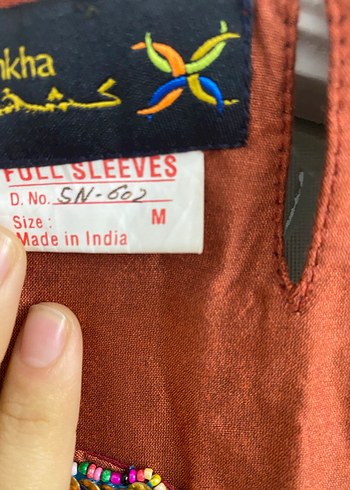 nkha
FULL SLEEVES
D. No. SN-602
Size : M
Made in India